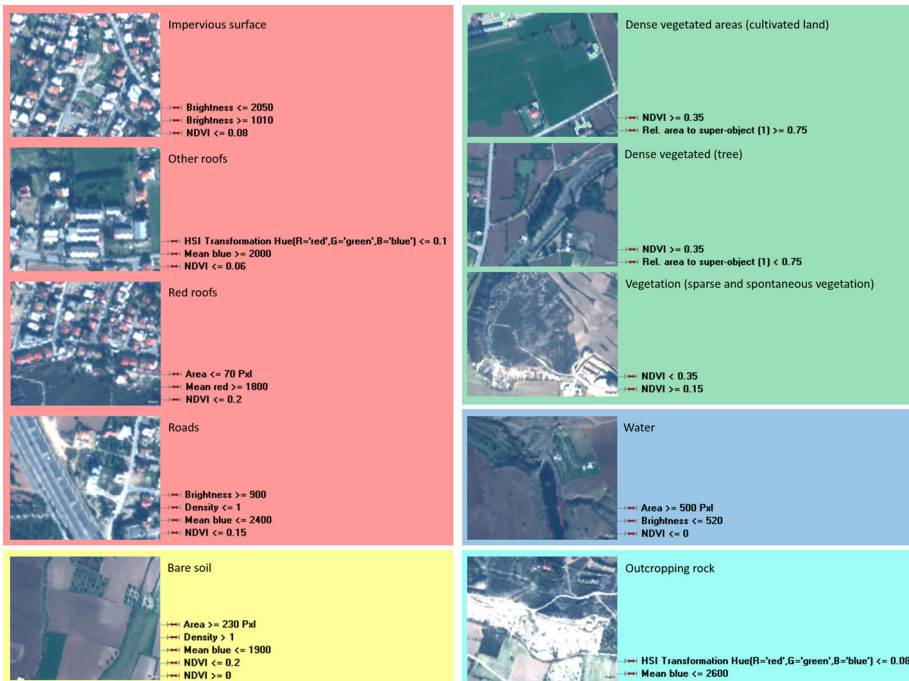 Impervious surface
Brightness <= 2050
Brightness >= 1010
NDVI <= 0.08
Other roofs
HSI Transformation Hue(R='red',G='green',B='blue') <= 0.1
Mean blue >= 2000
NDVI <= 0.06
Red roofs
Area <= 70 Pxl
Mean red >= 1800
NDVI <= 0.2
main
Roads
Brightness >= 900
Density <= 1
Mean blue <= 2400
NDVI <= 0.15
Bare soil
Area >= 230 Pxl
Density > 1
Mean blue <= 1900
NDVI <= 0.2
NDVI >= 0
Dense vegetated areas (cultivated land)
NDVI >= 0.35
Rel. area to super-object (1) >= 0.75
main
Dense vegetated (tree)
NDVI >= 0.35
Rel. area to super-object (1) < 0.75
main
Vegetation (sparse and spontaneous vegetation)
NDVI < 0.35
NDVI >= 0.15
main
Water
Area >= 500 Pxl
Brightness <= 520
NDVI <= 0
main
Outcropping rock
HSI Transformation Hue(R='red',G='green',B='blue') <= 0.08
Mean blue <= 2600
main